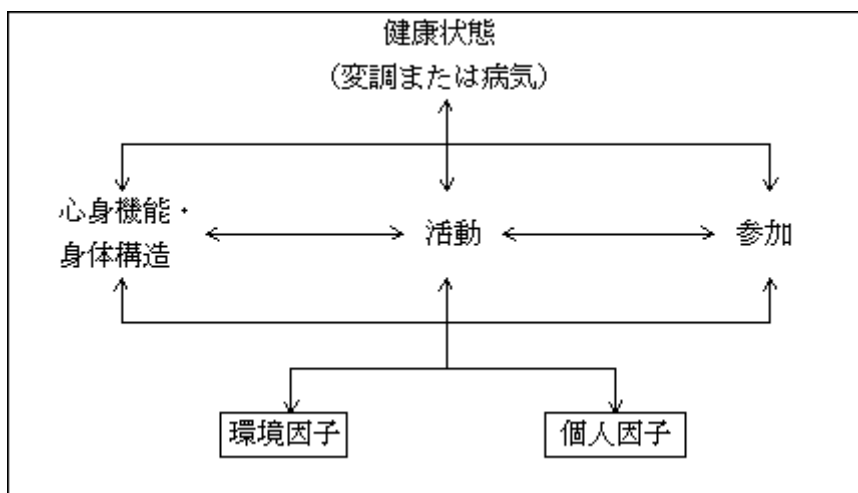 健康状態
（変調または病気）
心身機能・
身体構造
活動
参加
環境因子
個人因子